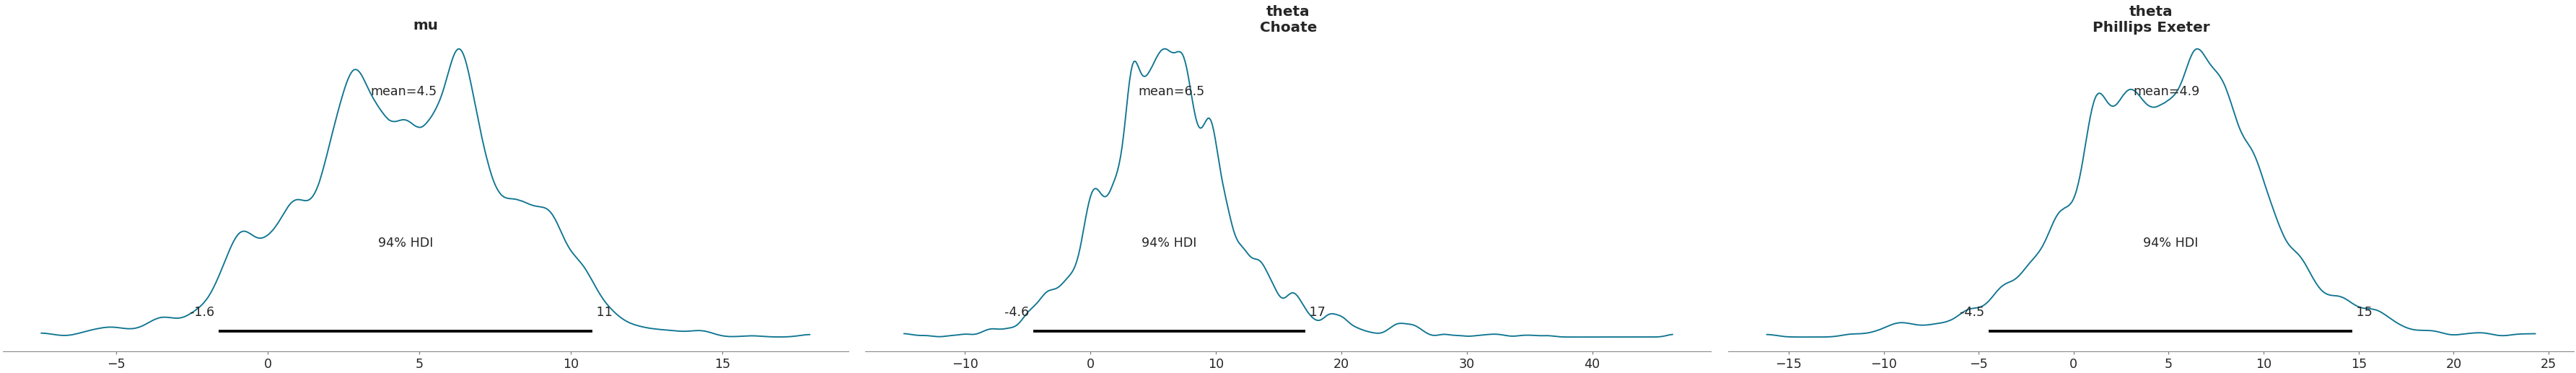 mu
mean=4.5
94% HDI
-1.6 11
−5 0 5 10 15
theta
Choate
mean=6.5
94% HDI
-4.6 17
−10 0 10 20 30 40
theta
Phillips Exeter
mean=4.9
94% HDI
-4.5 15
−15 −10 −5 0 5 10 15 20 25